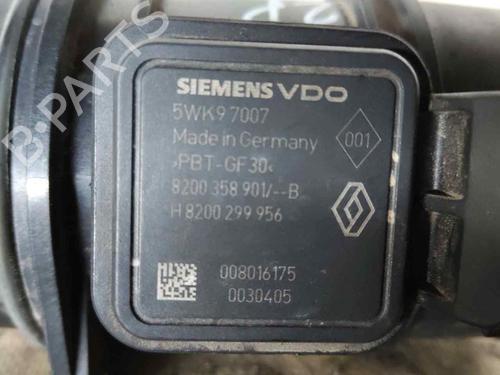 SIEMENS VDO
5WK9 7007
Made in Germany
001
>PBT-GF30<
8200 358 901/--B
H 8200 299 956
008016175
0030405
B-PARTS